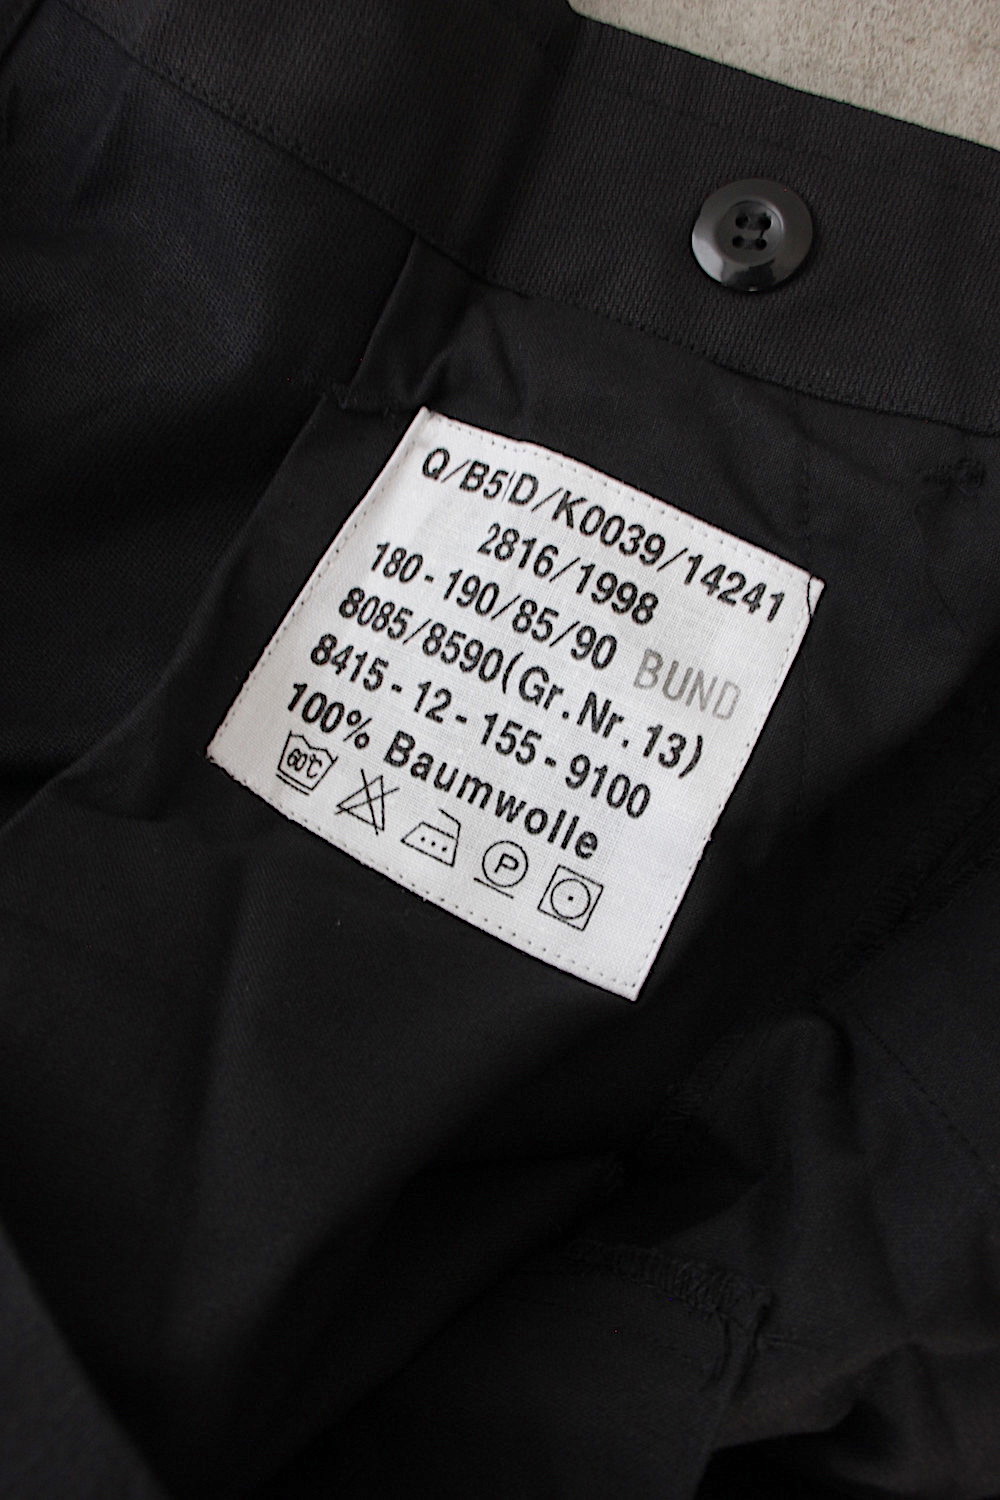 Q/B5D/K0039/14241
2816/1998
180-190/85/90 BUND
8085/8590(Gr.Nr.13)
8415-12-155-9100
100% Baumwolle
60°C P